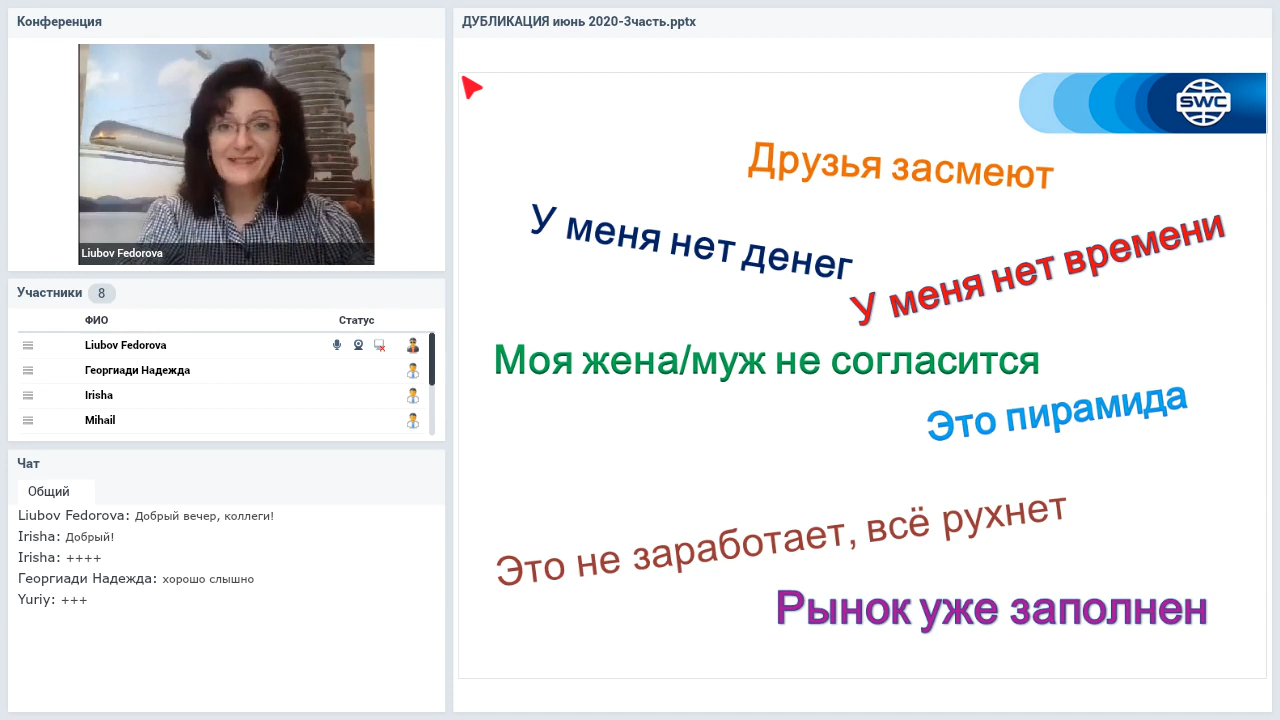 Конференция
Liubov Fedorova
Участники 8
ФИО Статус
Liubov Fedorova
Георгиади Надежда
Irisha
Mihail
Чат
Общий
Liubov Fedorova: Добрый вечер, коллеги!
Irisha: Добрый!
Irisha: ++++
Георгиади Надежда: хорошо слышно
Yuriy: +++
ДУБЛИКАЦИЯ июнь 2020-3часть.pptx
SWC
Друзья засмеют
У меня нет денег
У меня нет времени
Моя жена/муж не согласится
Это пирамида
Это не заработает, всё рухнет
Рынок уже заполнен